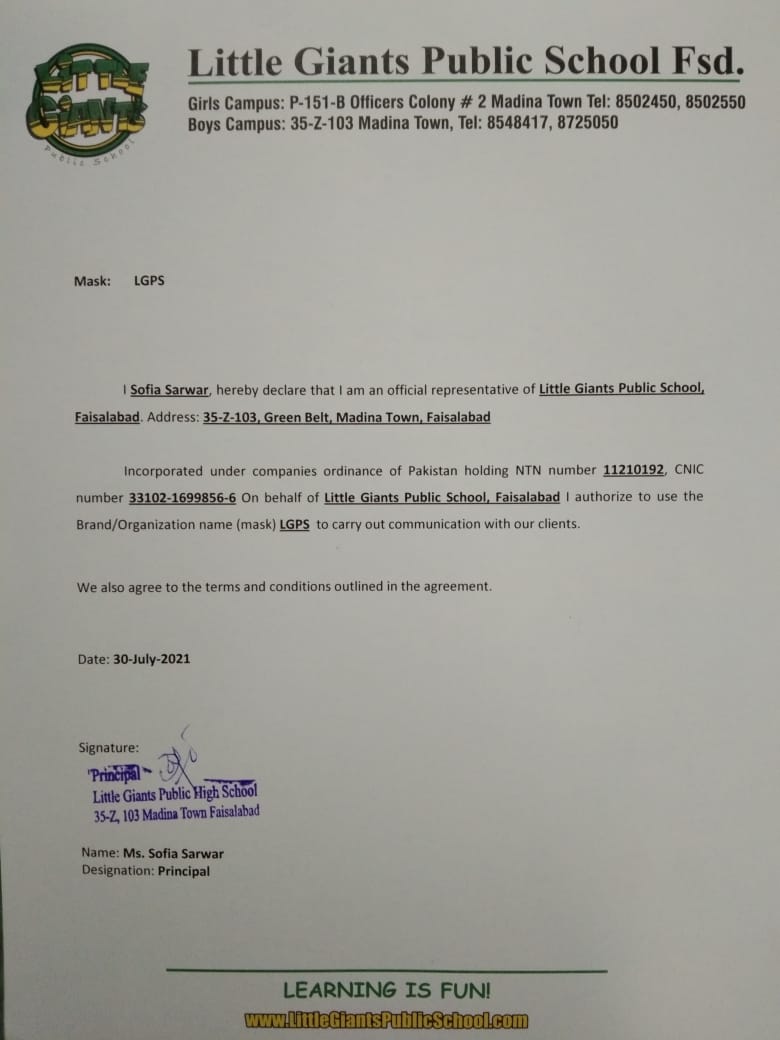 LITTLE
GIANTS
Public School
Little Giants Public School Fsd.
Girls Campus: P-151-B Officers Colony # 2 Madina Town Tel: 8502450, 8502550
Boys Campus: 35-Z-103 Madina Town, Tel: 8548417, 8725050
Mask: LGPS
I Sofia Sarwar, hereby declare that I am an official representative of Little Giants Public School,
Faisalabad. Address: 35-Z-103, Green Belt, Madina Town, Faisalabad
Incorporated under companies ordinance of Pakistan holding NTN number 11210192, CNIC
number 33102-1699856-6 On behalf of Little Giants Public School, Faisalabad I authorize to use the
Brand/Organization name (mask) LGPS to carry out communication with our clients.
We also agree to the terms and conditions outlined in the agreement.
Date: 30-July-2021
Signature:
Principal
Little Giants Public High School
35-Z, 103 Madina Town Faisalabad
Name: Ms. Sofia Sarwar
Designation: Principal
LEARNING IS FUN!
www.LittleGiantsPublicSchool.com